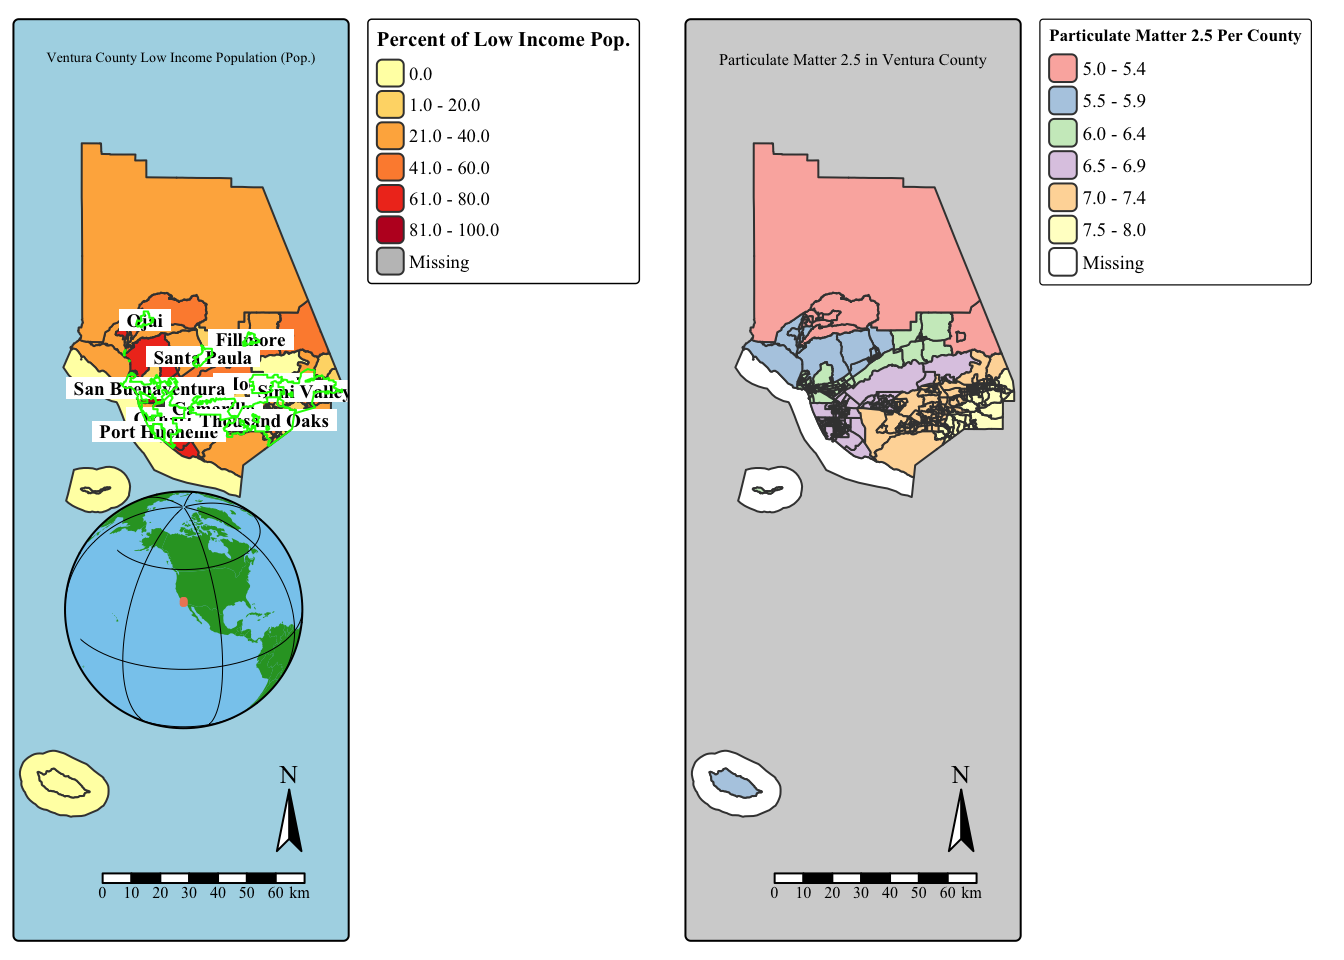 Ventura County Low Income Population (Pop.)
Ojai
Fillmore
Santa Paula
San Buenaventura
Simi Valley
Camarillo
Thousand Oaks
Port Hueneme
N
0 10 20 30 40 50 60 km
Percent of Low Income Pop.
0.0
1.0 - 20.0
21.0 - 40.0
41.0 - 60.0
61.0 - 80.0
81.0 - 100.0
Missing
Particulate Matter 2.5 in Ventura County
N
0 10 20 30 40 50 60 km
Particulate Matter 2.5 Per County
5.0 - 5.4
5.5 - 5.9
6.0 - 6.4
6.5 - 6.9
7.0 - 7.4
7.5 - 8.0
Missing